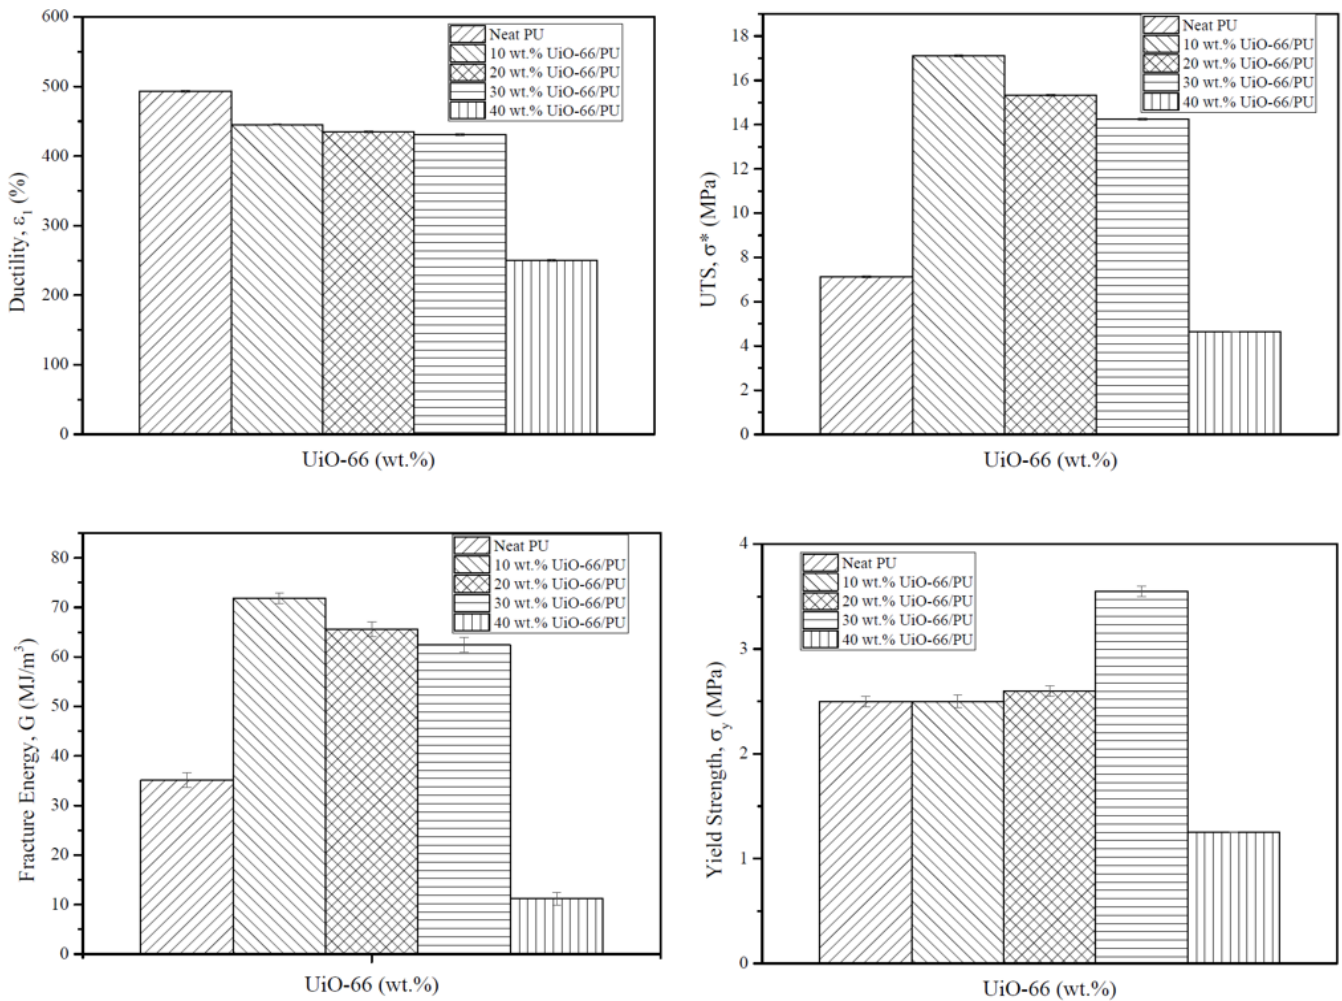 600
500
400
300
200
100
0
Ductility, ε1 (%)
Neat PU
10 wt.% UiO-66/PU
20 wt.% UiO-66/PU
30 wt.% UiO-66/PU
40 wt.% UiO-66/PU
UiO-66 (wt.%)
18
16
14
12
10
8
6
4
2
0
UTS, σ* (MPa)
Neat PU
10 wt.% UiO-66/PU
20 wt.% UiO-66/PU
30 wt.% UiO-66/PU
40 wt.% UiO-66/PU
UiO-66 (wt.%)
80
70
60
50
40
30
20
10
0
Fracture Energy, G (MJ/m³)
Neat PU
10 wt.% UiO-66/PU
20 wt.% UiO-66/PU
30 wt.% UiO-66/PU
40 wt.% UiO-66/PU
UiO-66 (wt.%)
4
3
2
1
0
Yield Strength, σy (MPa)
Neat PU
10 wt.% UiO-66/PU
20 wt.% UiO-66/PU
30 wt.% UiO-66/PU
40 wt.% UiO-66/PU
UiO-66 (wt.%)